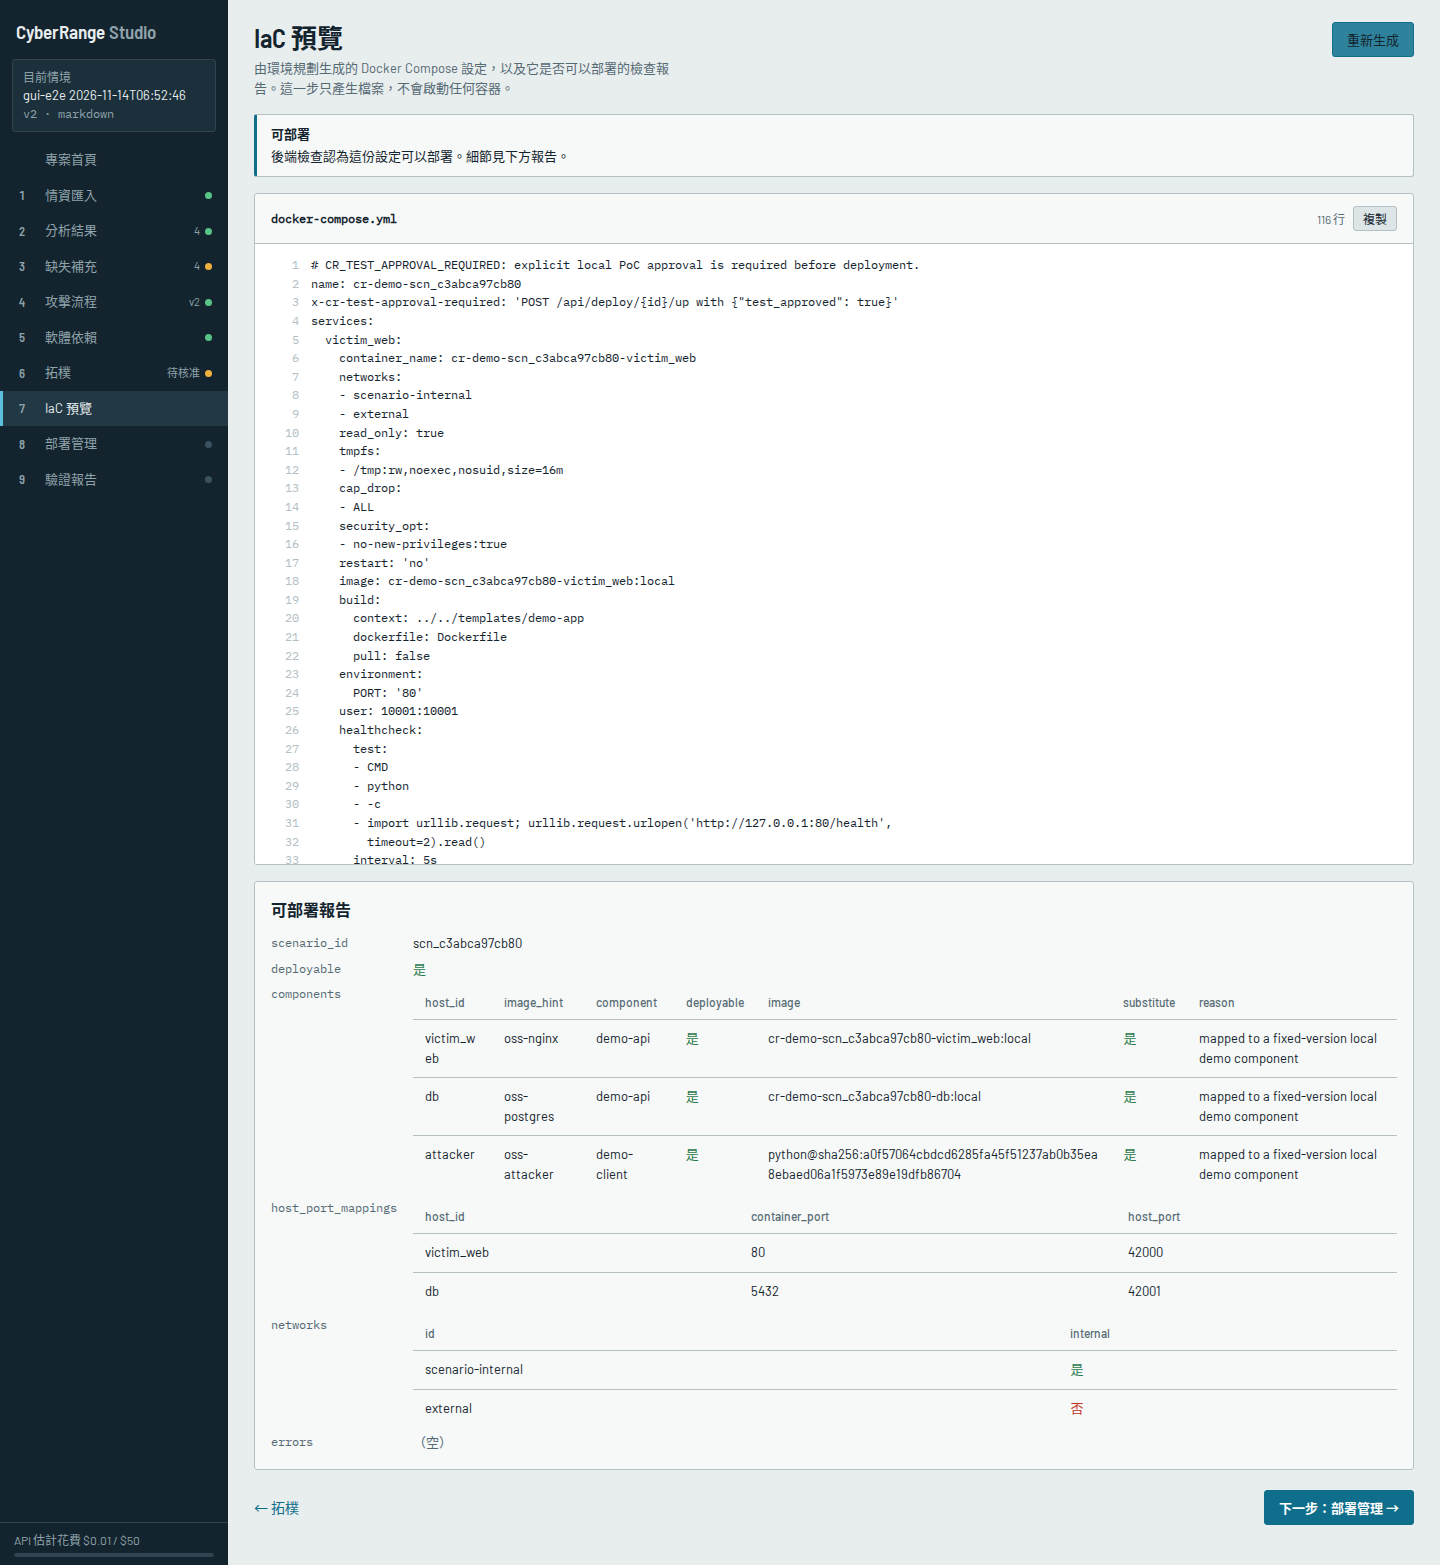 CyberRange Studio
目前情境
gui-e2e 2026-11-14T06:52:46
v2 · markdown
專案首頁
1 情資匯入
2 分析結果 4
3 缺失補充 4
4 攻擊流程 v2
5 軟體依賴
6 拓樸 待核准
7 IaC 預覽
8 部署管理
9 驗證報告
API 估計花費 $0.01 / $50
IaC 預覽
重新生成
由環境規劃生成的 Docker Compose 設定，以及它是否可以部署的檢查報
告。這一步只產生檔案，不會啟動任何容器。
可部署
後端檢查認為這份設定可以部署。細節見下方報告。
docker-compose.yml
116 行
複製
1 # CR_TEST_APPROVAL_REQUIRED: explicit local PoC approval is required before deployment.
2 name: cr-demo-scn_c3abca97cb80
3 x-cr-test-approval-required: 'POST /api/deploy/{id}/up with {"test_approved": true}'
4 services:
5 victim_web:
6 container_name: cr-demo-scn_c3abca97cb80-victim_web
7 networks:
8 - scenario-internal
9 - external
10 read_only: true
11 tmpfs:
12 - /tmp:rw,noexec,nosuid,size=16m
13 cap_drop:
14 - ALL
15 security_opt:
16 - no-new-privileges:true
17 restart: 'no'
18 image: cr-demo-scn_c3abca97cb80-victim_web:local
19 build:
20 context: ../../templates/demo-app
21 dockerfile: Dockerfile
22 pull: false
23 environment:
24 PORT: '80'
25 user: 10001:10001
26 healthcheck:
27 test:
28 - CMD
29 - python
30 - -c
31 - import urllib.request; urllib.request.urlopen('http://127.0.0.1:80/health',
32 timeout=2).read()
33 interval: 5s
可部署報告
scenario_id scn_c3abca97cb80
deployable 是
components
host_id image_hint component deployable image substitute reason
victim_w
eb oss-nginx demo-api 是 cr-demo-scn_c3abca97cb80-victim_web:local 是 mapped to a fixed-version local
demo component
db oss-
postgres demo-api 是 cr-demo-scn_c3abca97cb80-db:local 是 mapped to a fixed-version local
demo component
attacker oss-
attacker demo-
client 是 python@sha256:a0f57064cbdcd6285fa45f51237ab0b35ea
8ebaed06a1f5973e89e19dfb86704 是 mapped to a fixed-version local
demo component
host_port_mappings
host_id container_port host_port
victim_web 80 42000
db 5432 42001
networks
id internal
scenario-internal 是
external 否
errors （空）
← 拓樸
下一步：部署管理 →